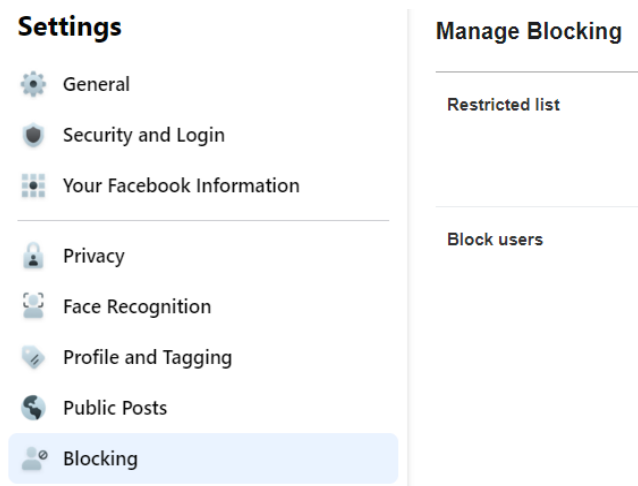 Settings
General
Security and Login
Your Facebook Information
Privacy
Face Recognition
Profile and Tagging
Public Posts
Blocking
Manage Blocking
Restricted list
Block users